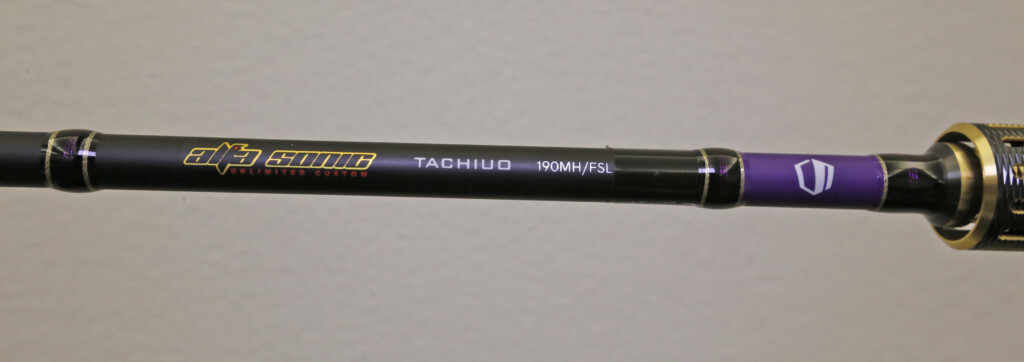 alfa sonic
UNLIMITED CUSTOM
TACHIUO
190MH/FSL